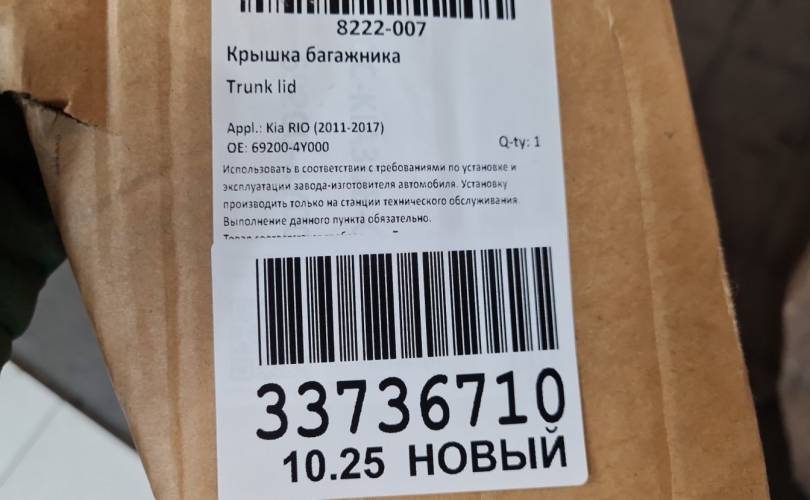 8222-007
Крышка багажника
Trunk lid
Appl.: Kia RIO (2011-2017)
OE: 69200-4Y000 Q-ty: 1
Использовать в соответствии с требованиями по установке и
эксплуатации завода-изготовителя автомобиля. Установку
производить только на станции технического обслуживания.
Выполнение данного пункта обязательно.
33736710
10.25 НОВЫЙ